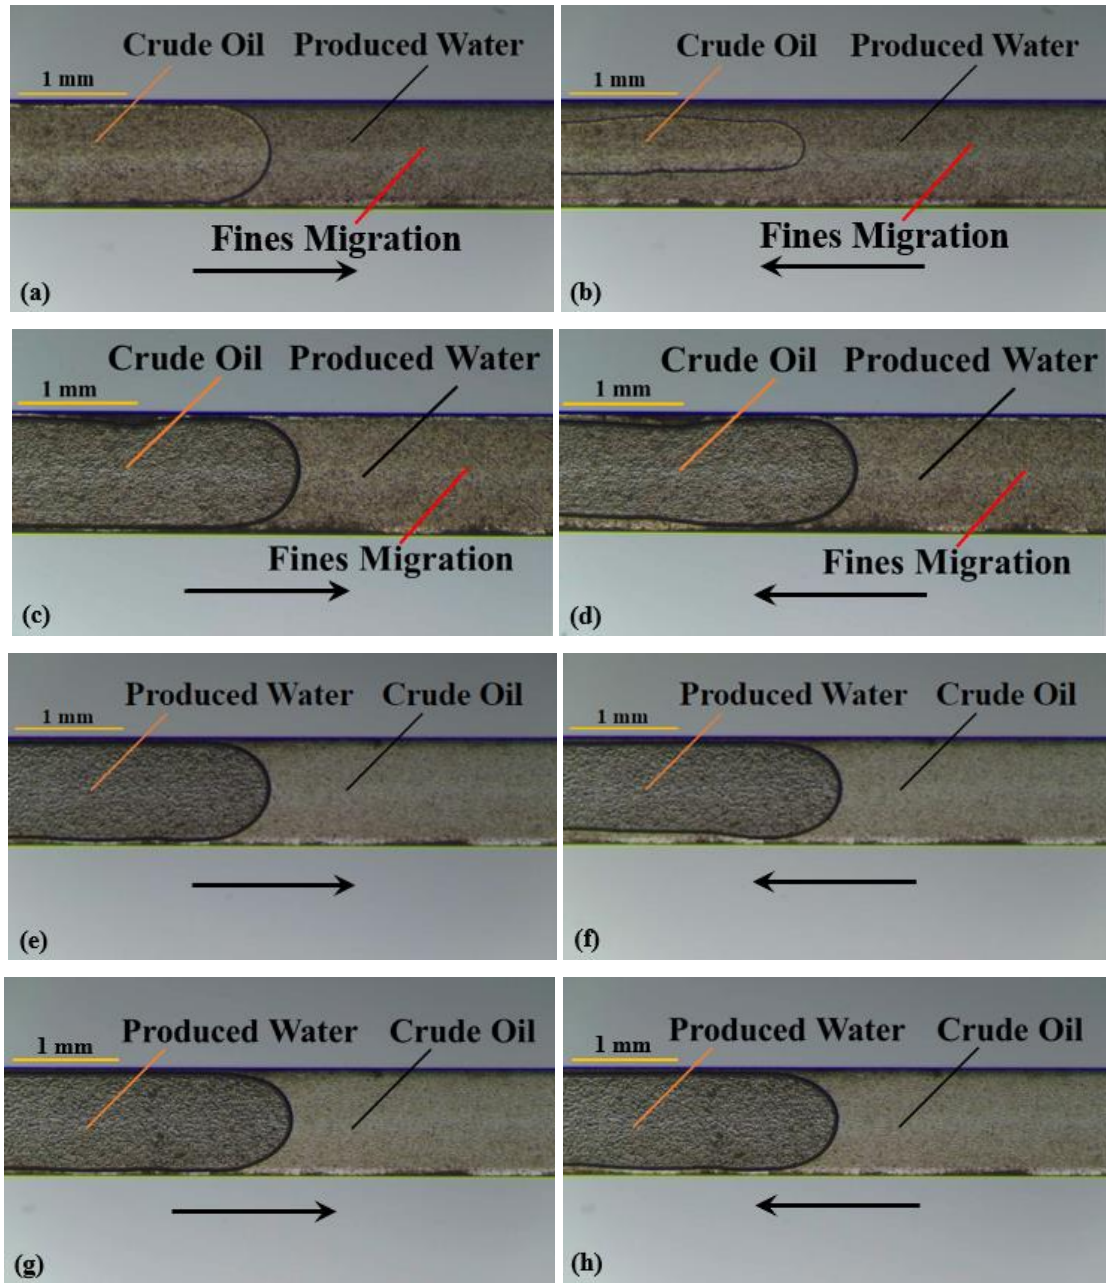 Crude Oil Produced Water
1 mm
Fines Migration
(a)
Crude Oil Produced Water
1 mm
Fines Migration
(b)
Crude Oil Produced Water
1 mm
Fines Migration
(c)
Crude Oil Produced Water
1 mm
Fines Migration
(d)
Produced Water Crude Oil
1 mm
(e)
Produced Water Crude Oil
1 mm
(f)
Produced Water Crude Oil
1 mm
(g)
Produced Water Crude Oil
1 mm
(h)